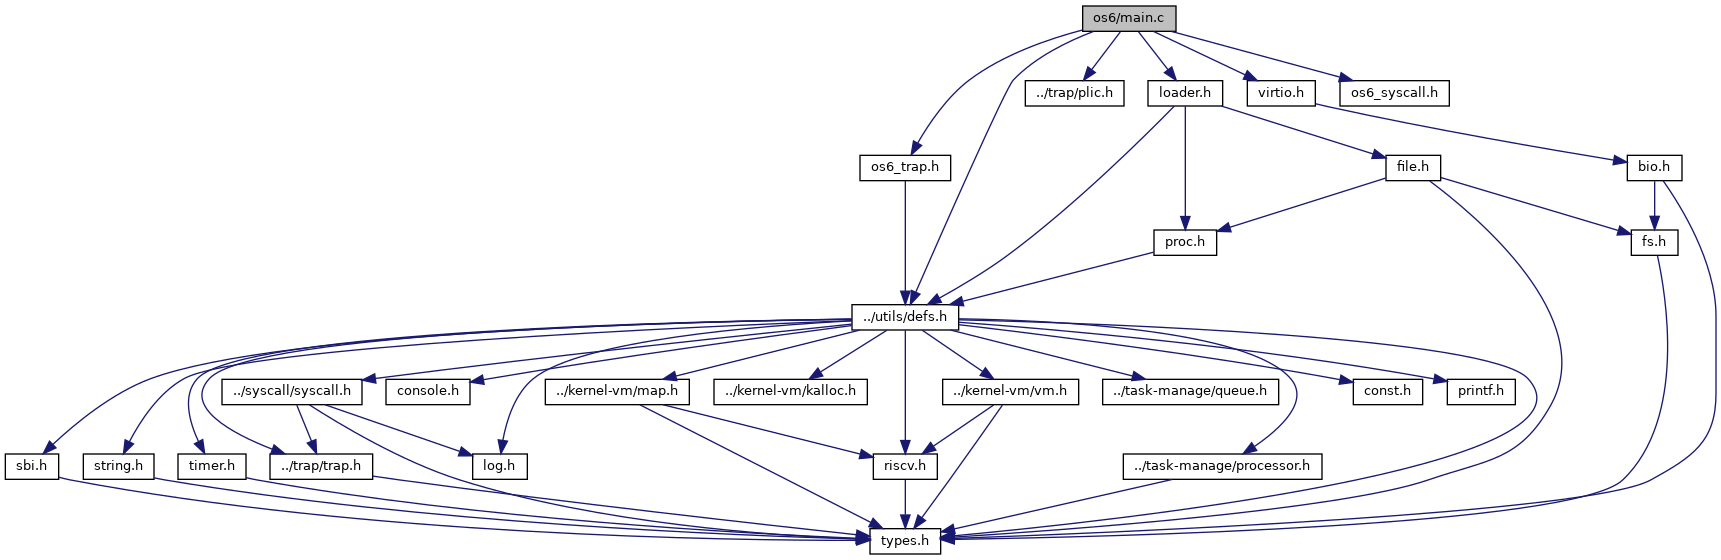 os6/main.c
../trap/plic.h
loader.h
virtio.h
os6_syscall.h
os6_trap.h
file.h
bio.h
proc.h
fs.h
../utils/defs.h
../syscall/syscall.h
console.h
../kernel-vm/map.h
../kernel-vm/kalloc.h
../kernel-vm/vm.h
../task-manage/queue.h
const.h
printf.h
sbi.h
string.h
timer.h
../trap/trap.h
log.h
riscv.h
../task-manage/processor.h
types.h